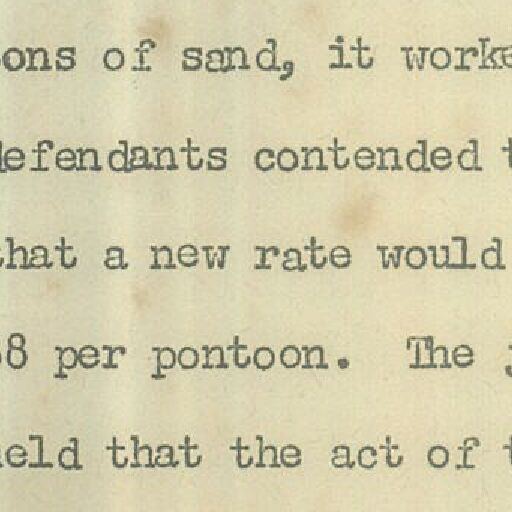 ons of sand, it worke
defendants contended t
that a new rate would
8 per pontoon. The
held that the act of t